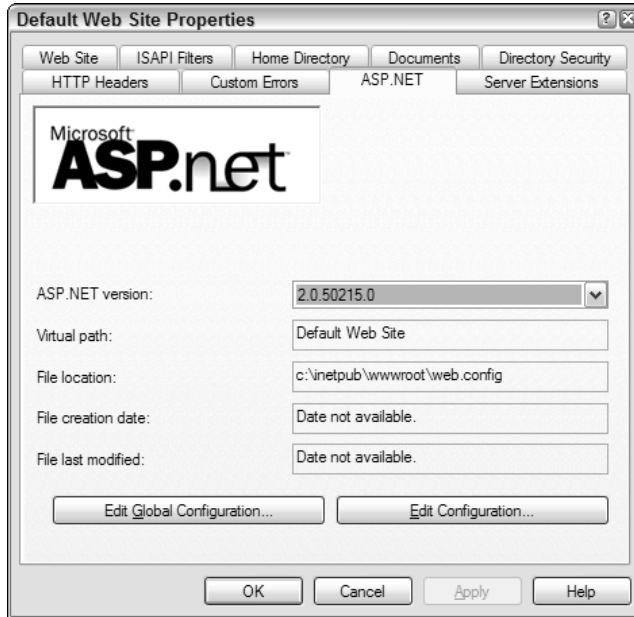 Default Web Site Properties
Web Site ISAPI Filters Home Directory Documents Directory Security
HTTP Headers Custom Errors ASP.NET Server Extensions
Microsoft
ASP.net
ASP.NET version: 2.0.50215.0
Virtual path: Default Web Site
File location: c:\inetpub\wwwroot\web.config
File creation date: Date not available.
File last modified: Date not available.
Edit Global Configuration... Edit Configuration...
OK Cancel Apply Help